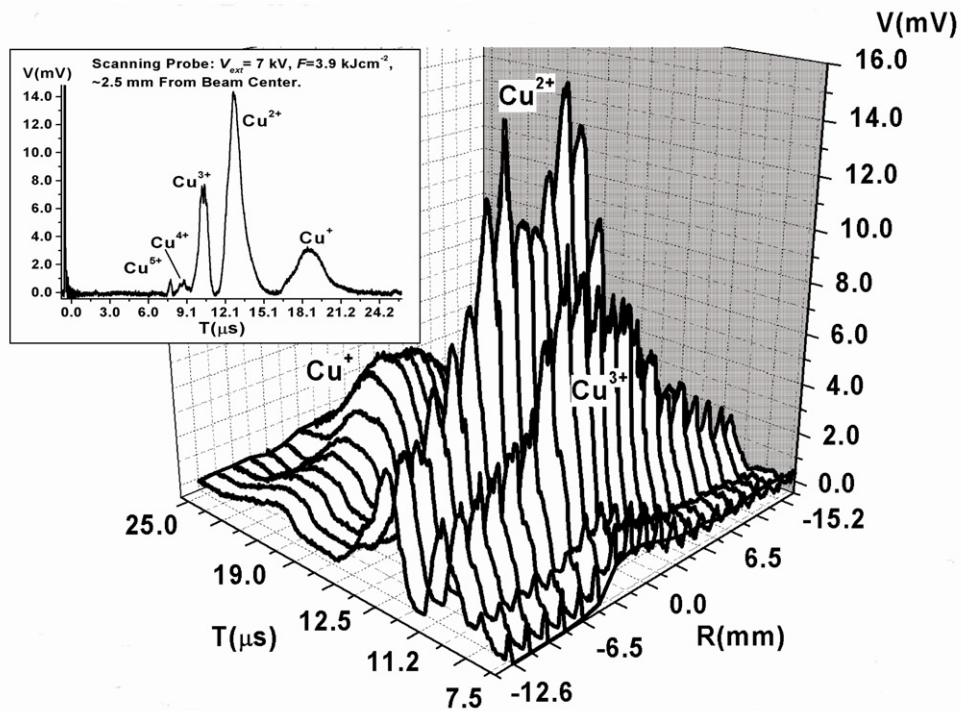 Scanning Probe: Vext= 7 kV, F=3.9 kJcm-2,
~2.5 mm From Beam Center.
V(mV)
14.0
12.0
10.0
8.0
6.0
4.0
2.0
0.0
Cu5+
Cu4+
Cu3+
Cu2+
Cu+
0.0 3.0 6.0 9.1 12.1 15.1 18.1 21.2 24.2
T(μs)
V(mV)
16.0
14.0
12.0
10.0
8.0
6.0
4.0
2.0
0.0
Cu2+
Cu+
Cu3+
25.0
19.0
12.5
11.2
7.5
T(μs)
-15.2
6.5
0.0
-6.5
-12.6
R(mm)